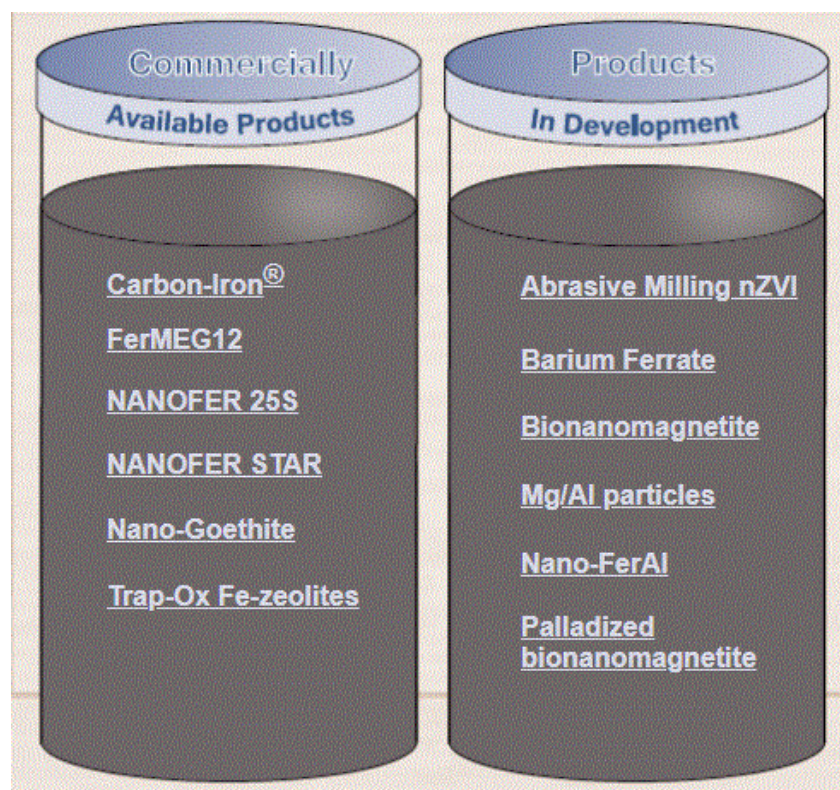 Commercially
Available Products
Carbon-Iron®
FerMEG12
NANOFER 25S
NANOFER STAR
Nano-Goethite
Trap-Ox Fe-zeolites
Products
In Development
Abrasive Milling nZVI
Barium Ferrate
Bionanomagnetite
Mg/Al particles
Nano-FerAl
Palladized
bionanomagnetite